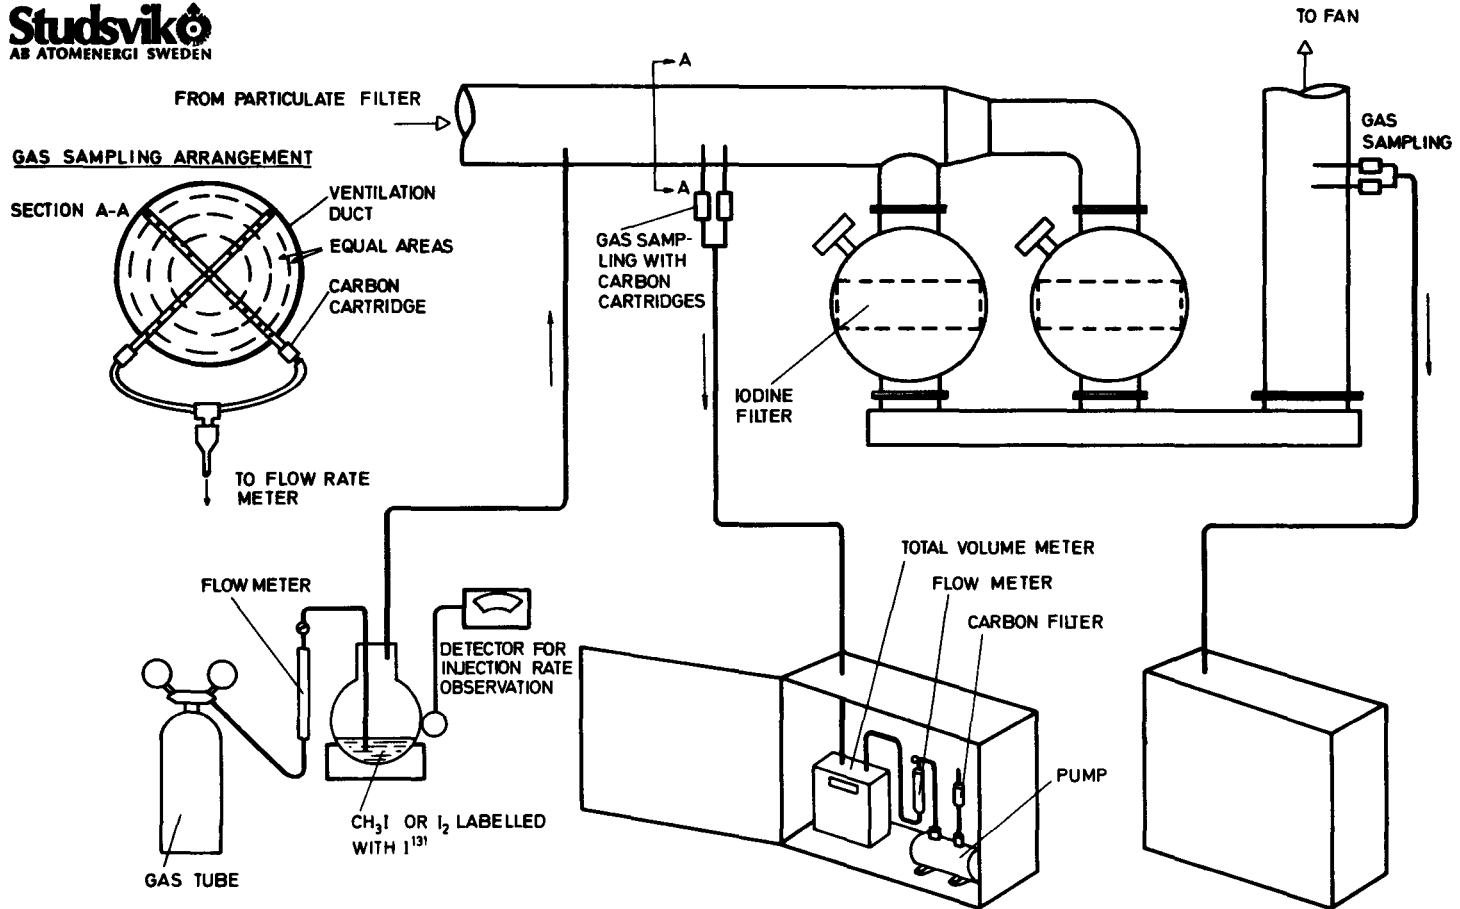 Studsvik
AB ATOMENERGI SWEDEN
TO FAN
A
FROM PARTICULATE FILTER
GAS SAMPLING ARRANGEMENT
SECTION A-A
VENTILATION
DUCT
EQUAL AREAS
CARBON
CARTRIDGE
TO FLOW RATE
METER
A
GAS SAMP-
LING WITH
CARBON
CARTRIDGES
GAS
SAMPLING
IODINE
FILTER
TOTAL VOLUME METER
FLOW METER
CARBON FILTER
PUMP
FLOW METER
DETECTOR FOR
INJECTION RATE
OBSERVATION
CH₃I OR I₂ LABELLED
WITH I¹³¹
GAS TUBE